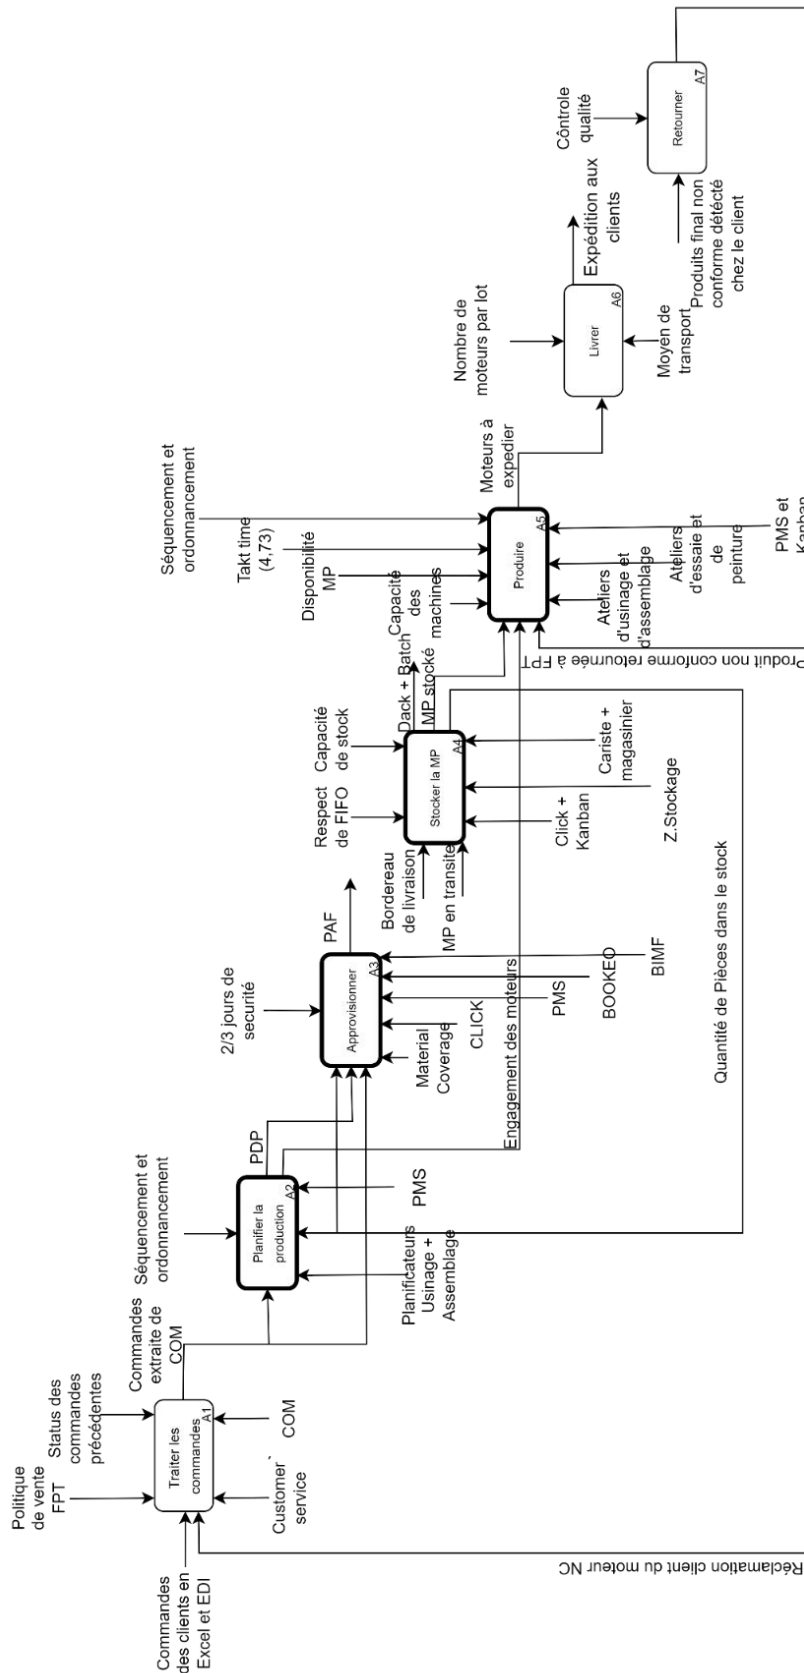 Politique
de vente
FPT
Status des
commandes
précédentes
Commandes
des clients en
Excel et EDI
Traiter les
commandes
A1
Customer
service
COM
Commandes
extraite de
COM
Réclamation client du moteur NC
Séquencement et
ordonnancement
Planifier la
production
A2
Planificateurs
Usinage +
Assemblage
PMS
PDP
Engagement des moteurs
2/3 jours de
securité
Approvisionner
A3
Material
Coverage
CLICK
PMS
BOOKEO
BIMF
PAF
Respect
de FIFO
Capacité
de stock
Bordereau
de livraison
MP en transite
Stocker la MP
A4
Click +
Kanban
Z.Stockage
Cariste +
magasinier
Dack + Batch
MP stocké
Quantité de Pièces dans le stock
Capacité
des
machines
Disponibilité
MP
Takt time
(4,73)
Séquencement et
ordonnancement
Produire
A5
Produit non conforme retournée à FPT
Ateliers
d'usinage et
d'assemblage
Ateliers
d'essaie et
de
peinture
PMS et
Kanban
Moteurs à
expedier
Nombre de
moteurs par lot
Livrer
A6
Moyen de
transport
Expédition aux
clients
Côntrole
qualité
Retourner
A7
Produits final non
conforme détécté
chez le client